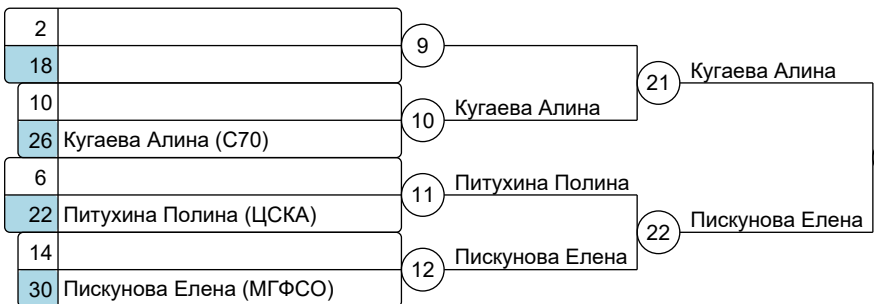 2
18
9
10
26 Кугаева Алина (С70)
10
Кугаева Алина
21
Кугаева Алина
6
22 Питухина Полина (ЦСКА)
11
Питухина Полина
14
30 Пискунова Елена (МГФСО)
12
Пискунова Елена
22
Пискунова Елена